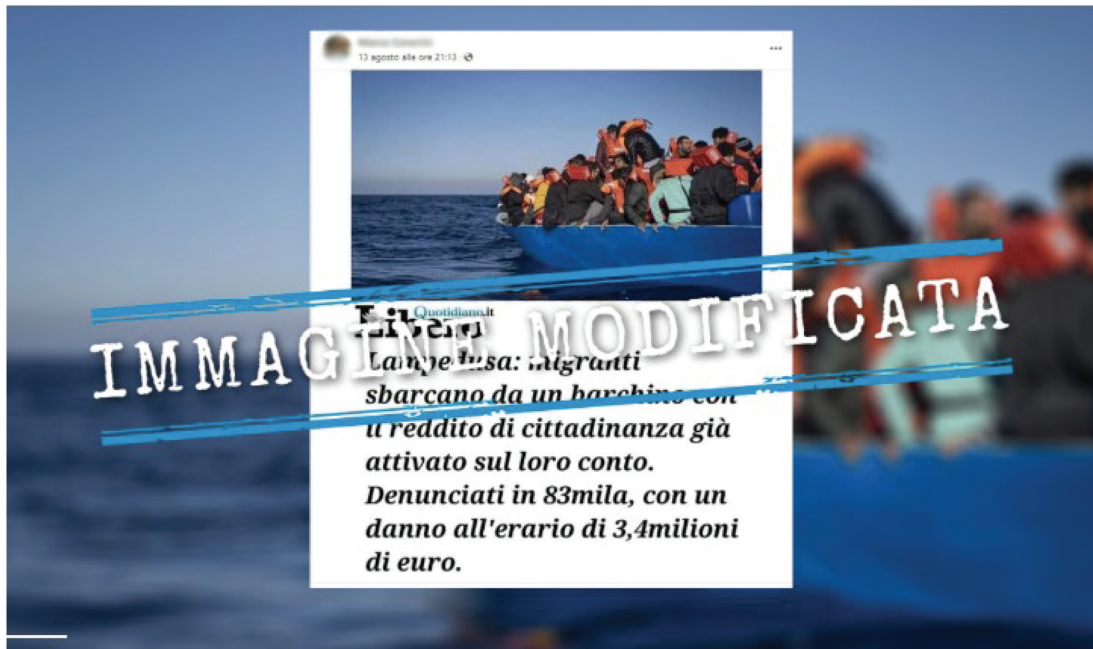 13 agosto alle ore 21:13
Libero
Quotidiano.it
IMMAGINE MODIFICATA
Lampedusa: migranti
sbarcano da un barchino con
il reddito di cittadinanza già
attivato sul loro conto.
Denunciati in 83mila, con un
danno all'erario di 3,4milioni
di euro.